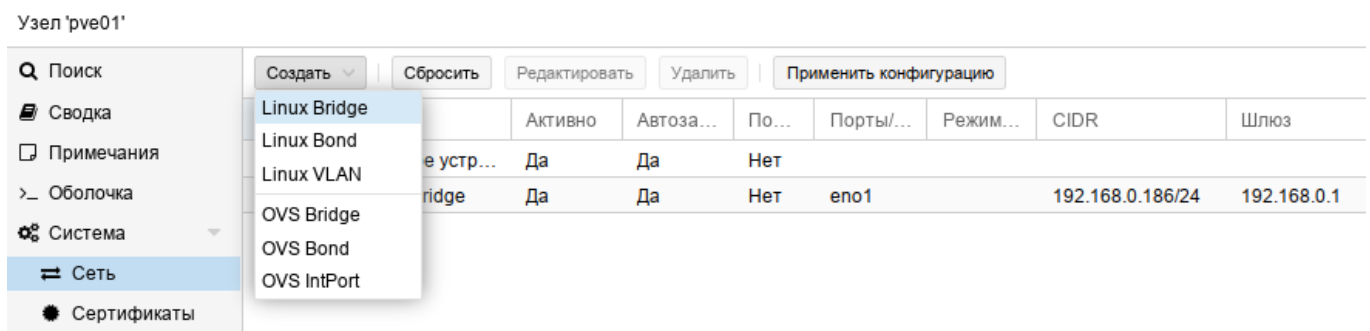 Узел 'pve01'
Поиск
Сводка
Примечания
Оболочка
Система
Сеть
Сертификаты
Создать Сбросить Редактировать Удалить Применить конфигурацию
Linux Bridge
Linux Bond
Linux VLAN
OVS Bridge
OVS Bond
OVS IntPort
Активно Автоза... По... Порты/... Режим... CIDR Шлюз
е устр... Да Да Нет
ridge Да Да Нет eno1 192.168.0.186/24 192.168.0.1